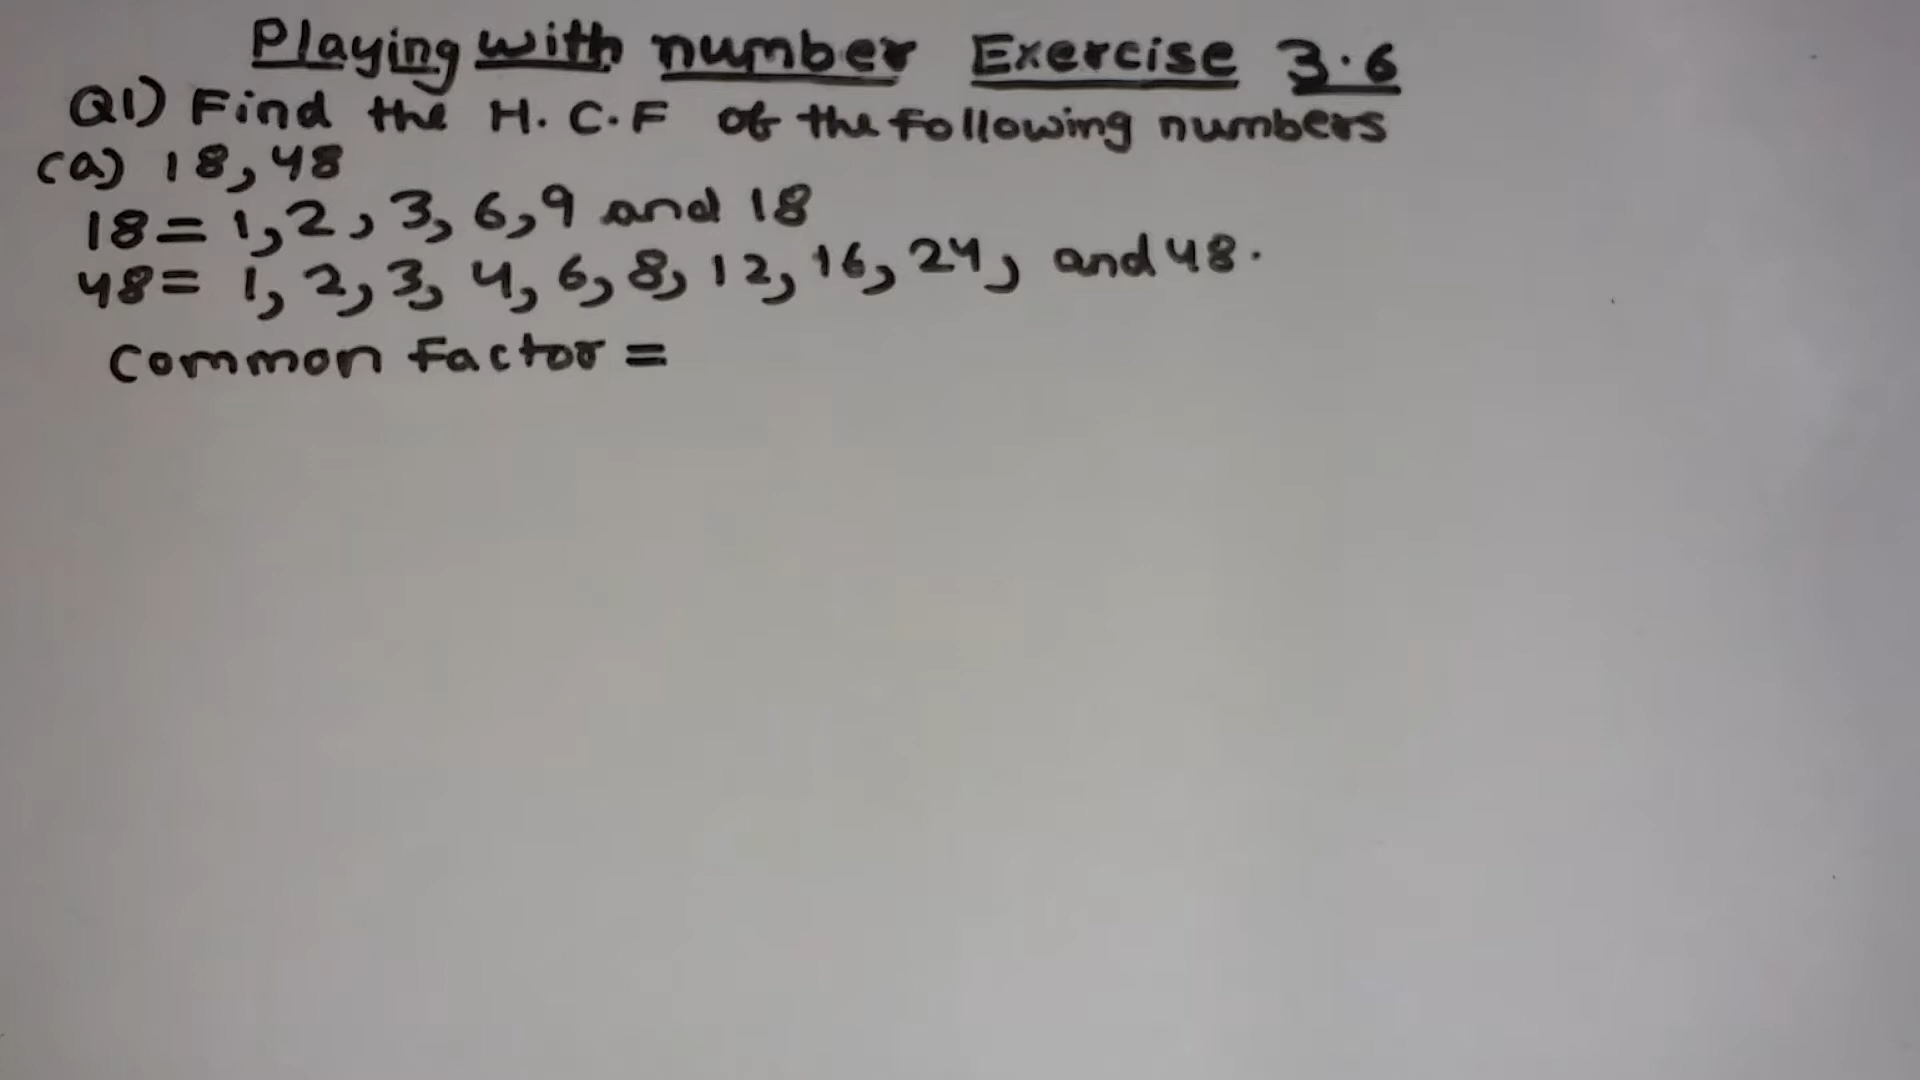 Playing with number Exercise 3.6
Q1) Find the H.C.F of the following numbers
(a) 18,48
18= 1,2,3,6,9 and 18
48= 1,2,3,4,6,8,12,16,24, and 48.
Common Factor =